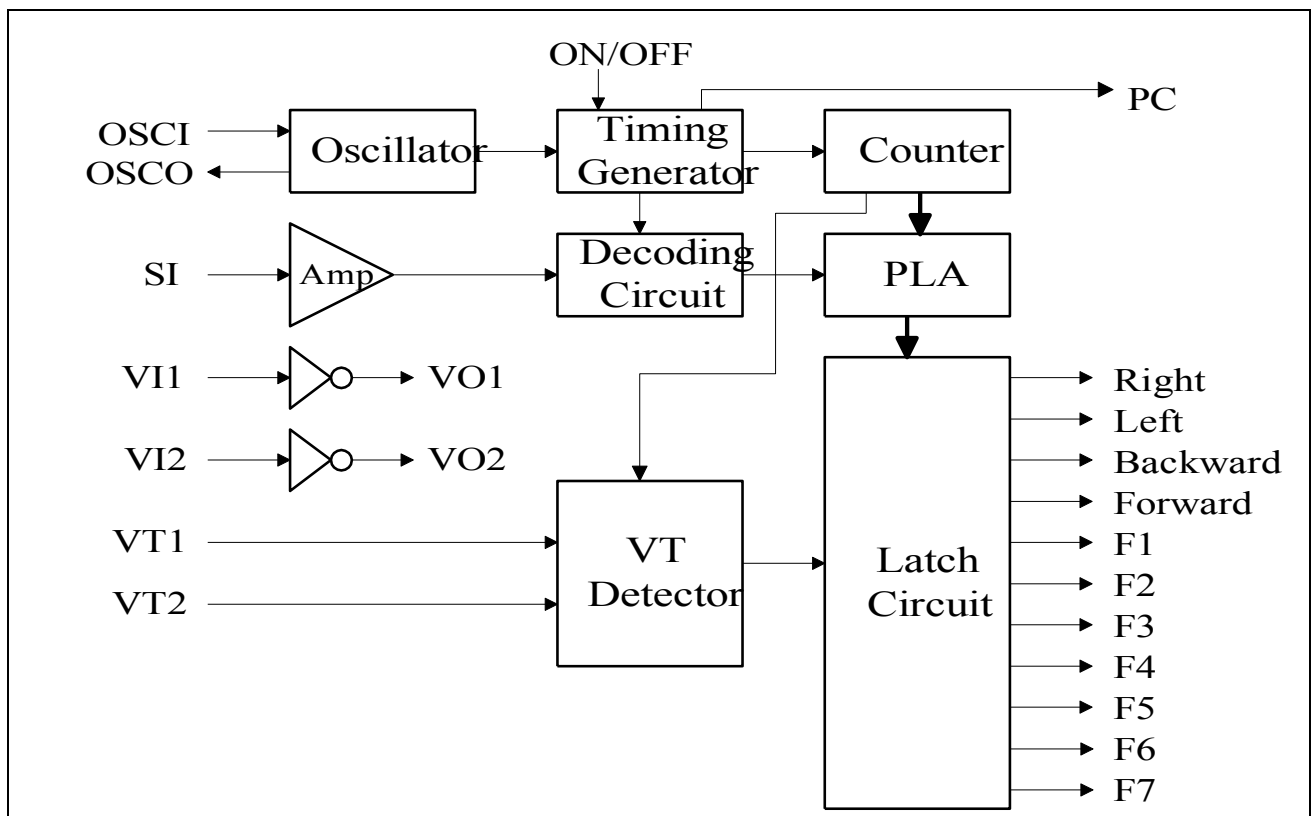 ON/OFF
PC
OSCI
OSCO
Oscillator
Timing
Generator
Counter
SI
Amp
Decoding
Circuit
PLA
VI1
VO1
VI2
VO2
VT1
VT2
VT
Detector
Latch
Circuit
Right
Left
Backward
Forward
F1
F2
F3
F4
F5
F6
F7